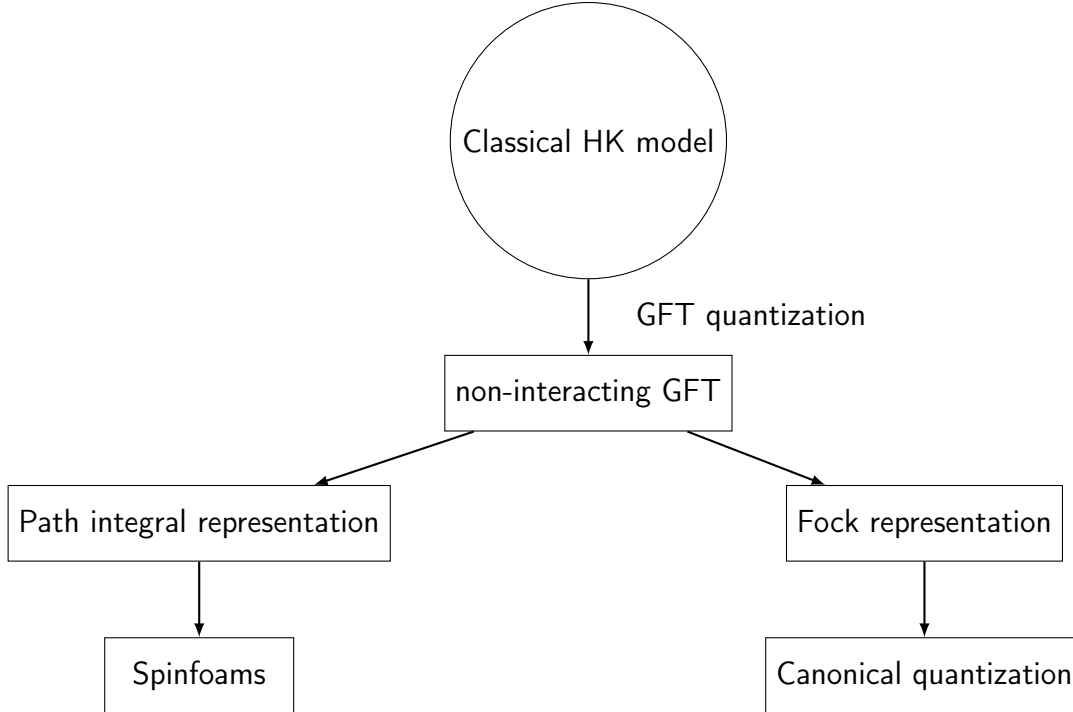 Classical HK model
GFT quantization
non-interacting GFT
Path integral representation
Fock representation
Spinfoams
Canonical quantization